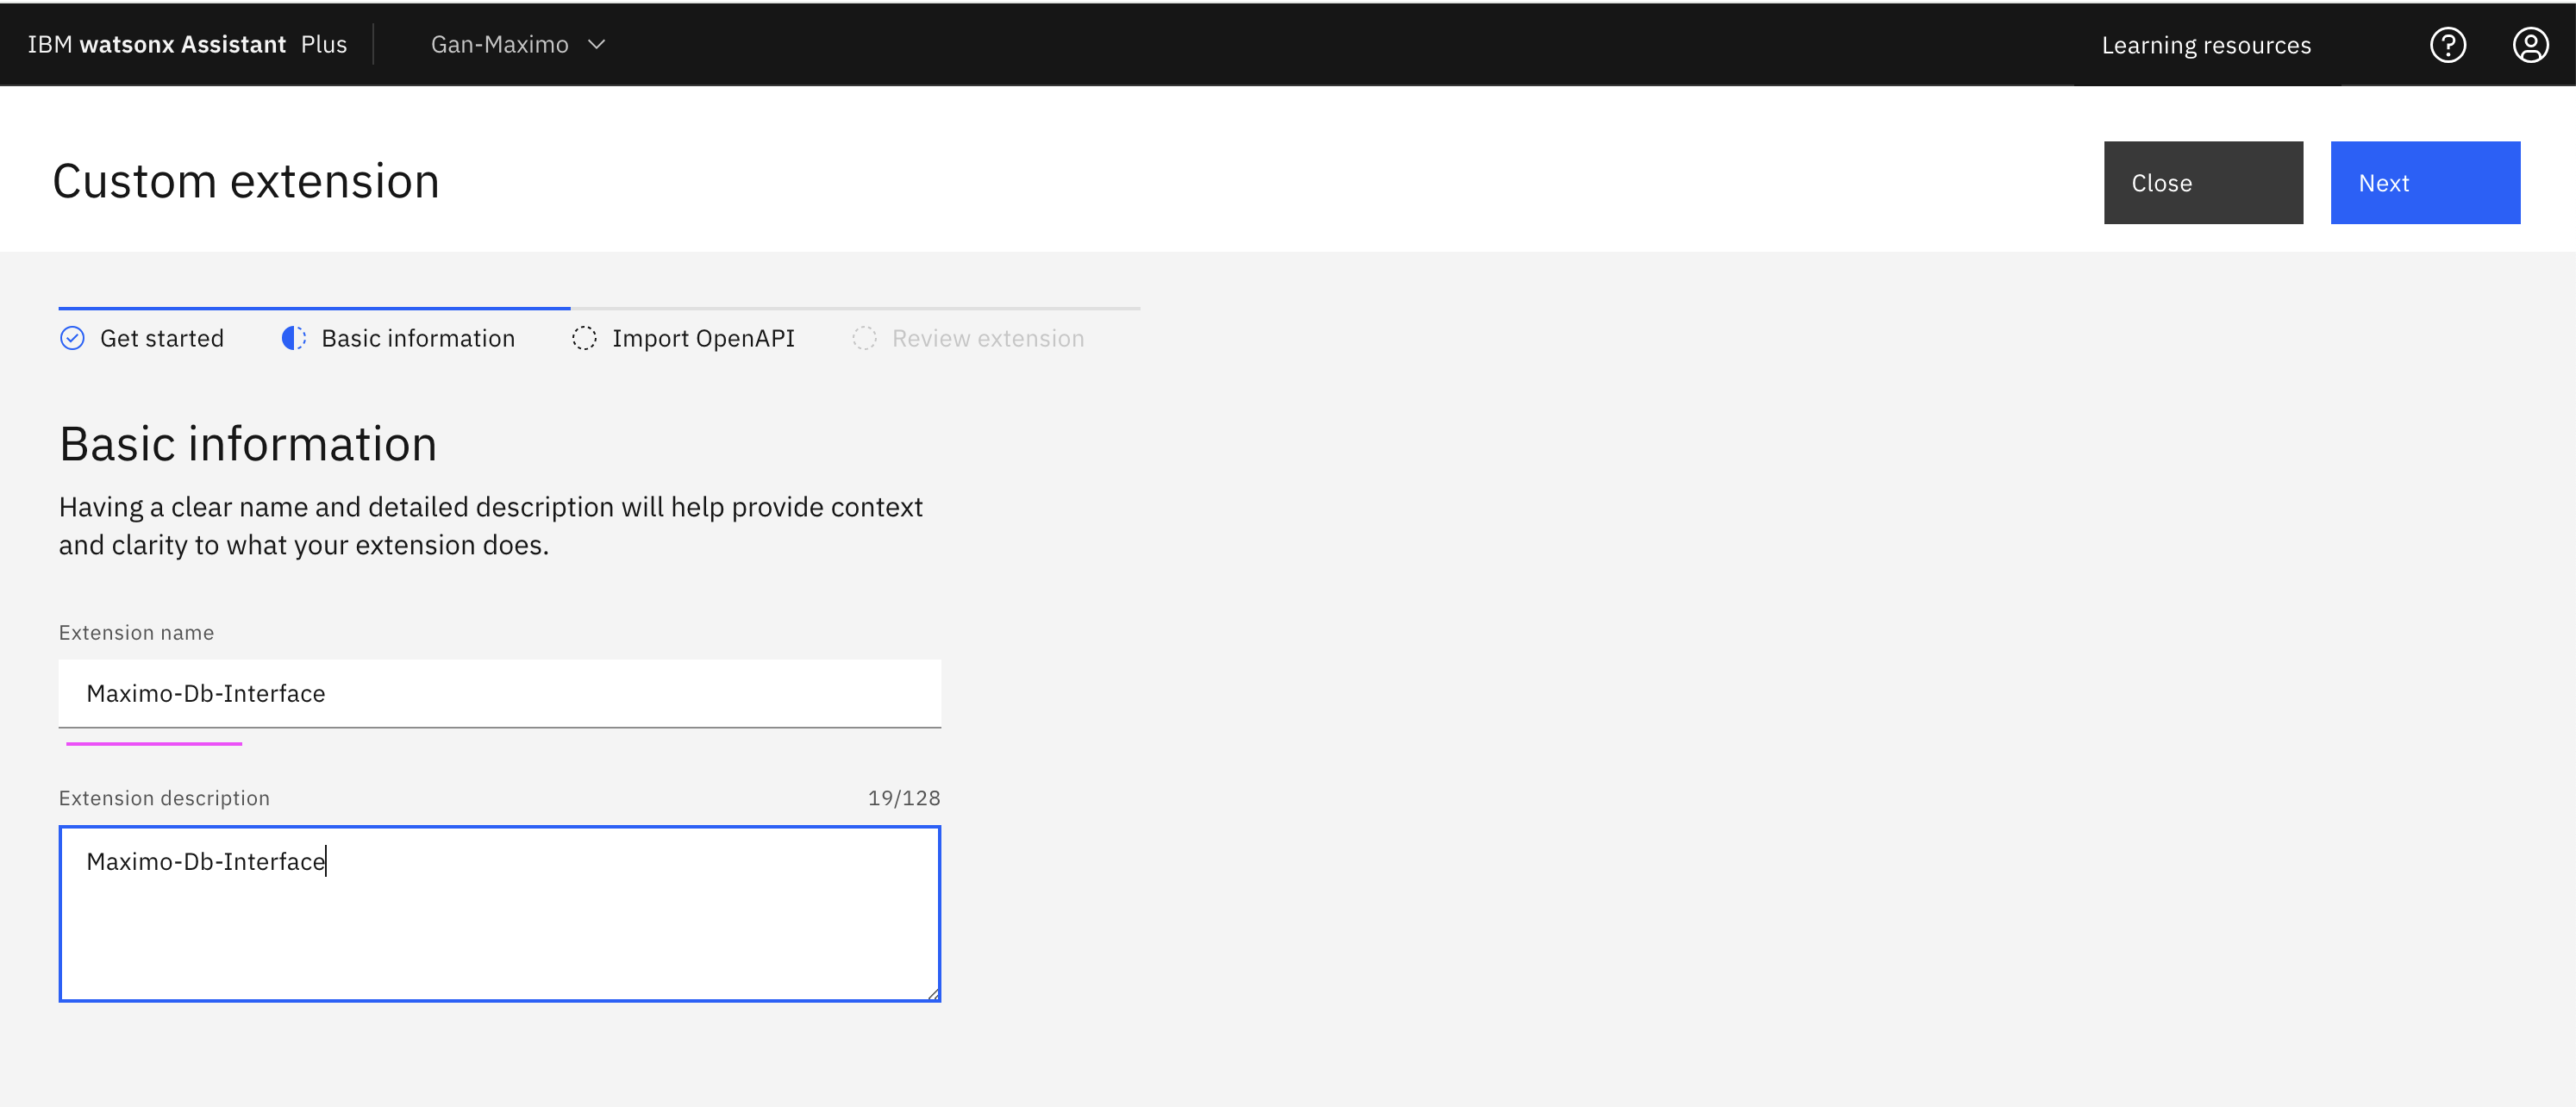 IBM watsonx Assistant Plus
Gan-Maximo
Learning resources
Custom extension
Close
Next
Get started
Basic information
Import OpenAPI
Review extension
Basic information
Having a clear name and detailed description will help provide context
and clarity to what your extension does.
Extension name
Maximo-Db-Interface
Extension description
19/128
Maximo-Db-Interface